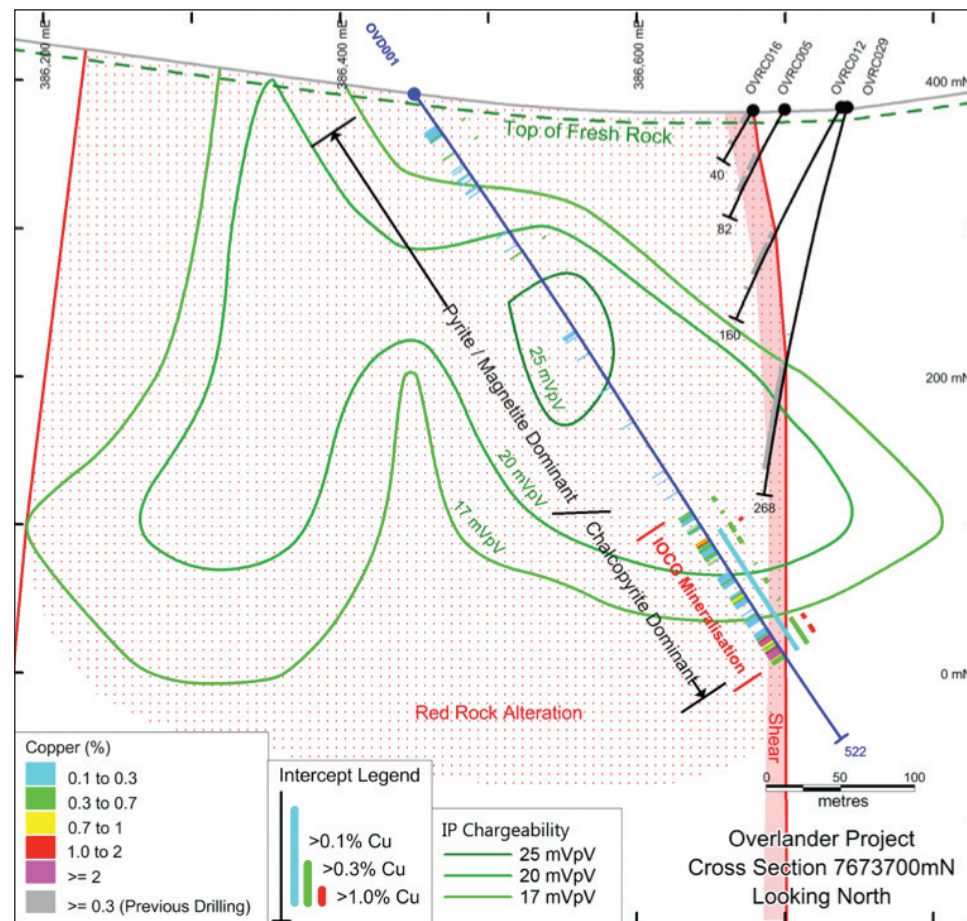 386,200 mE
386,400 mE
386,600 mE
OVD001
OVRC016
OVRC005
OVRC012
OVRC029
400 mN
Top of Fresh Rock
40
82
160
200 mN
25 mVpV
Pyrite / Magnetite Dominant
20 mVpV
268
17 mVpV
Chalcopyrite Dominant
IOCG Mineralisation
0 mN
Red Rock Alteration
Shear
522
0 50 100
metres
Copper (%)
0.1 to 0.3
0.3 to 0.7
0.7 to 1
1.0 to 2
>= 2
>= 0.3 (Previous Drilling)
Intercept Legend
>0.1% Cu
>0.3% Cu
>1.0% Cu
IP Chargeability
25 mVpV
20 mVpV
17 mVpV
Overlander Project
Cross Section 7673700mN
Looking North